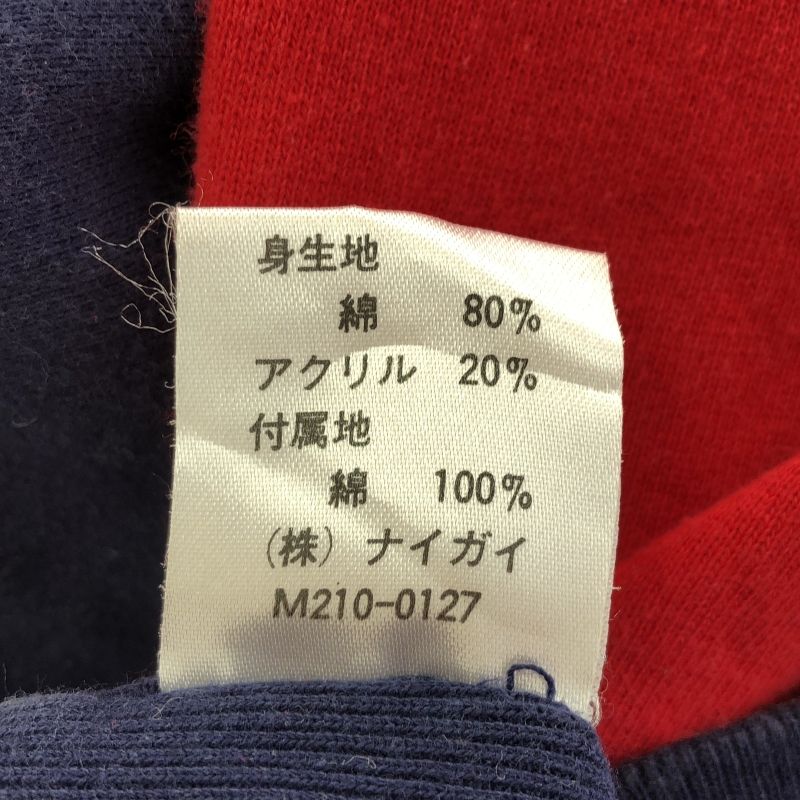 身生地
綿 80%
アクリル 20%
付属地
綿 100%
(株) ナイガイ
M210-0127